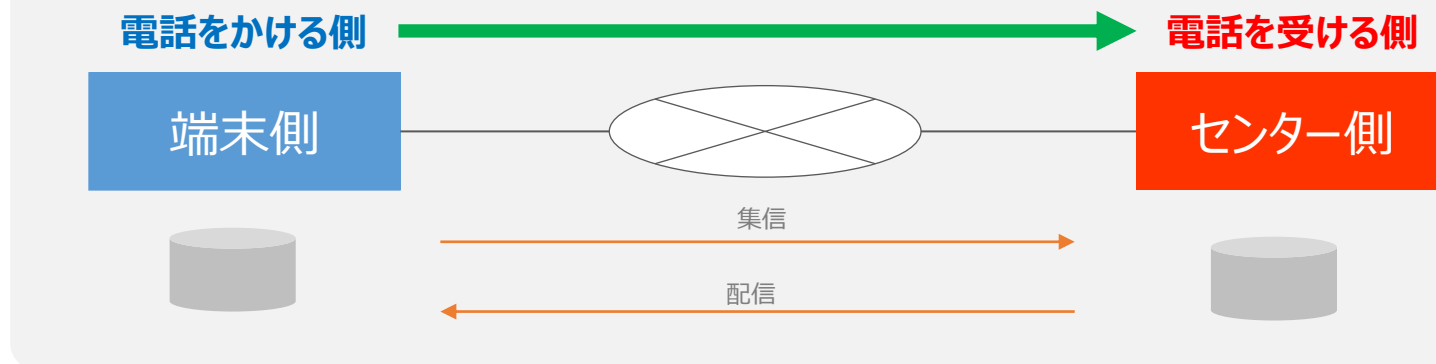 電話をかける側
電話を受ける側
端末側
センター側
集信
配信